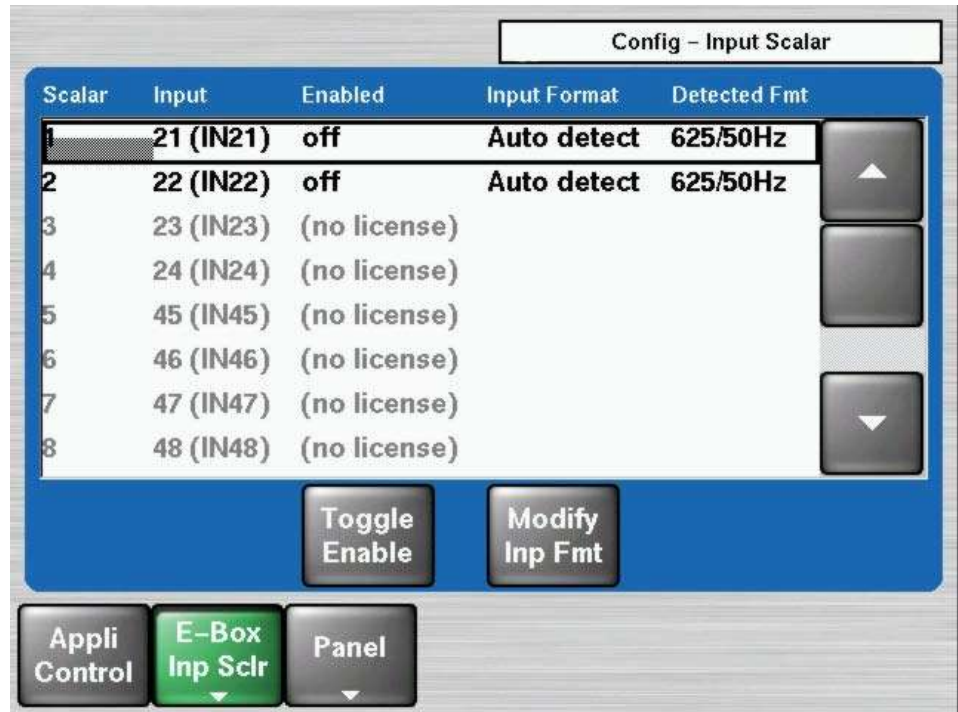 Config – Input Scalar
Scalar Input Enabled Input Format Detected Fmt
1 21 (IN21) off Auto detect 625/50Hz
2 22 (IN22) off Auto detect 625/50Hz
3 23 (IN23) (no license)
4 24 (IN24) (no license)
5 45 (IN45) (no license)
6 46 (IN46) (no license)
7 47 (IN47) (no license)
8 48 (IN48) (no license)
Toggle
Enable
Modify
Inp Fmt
Appli
Control
E–Box
Inp Sclr
Panel